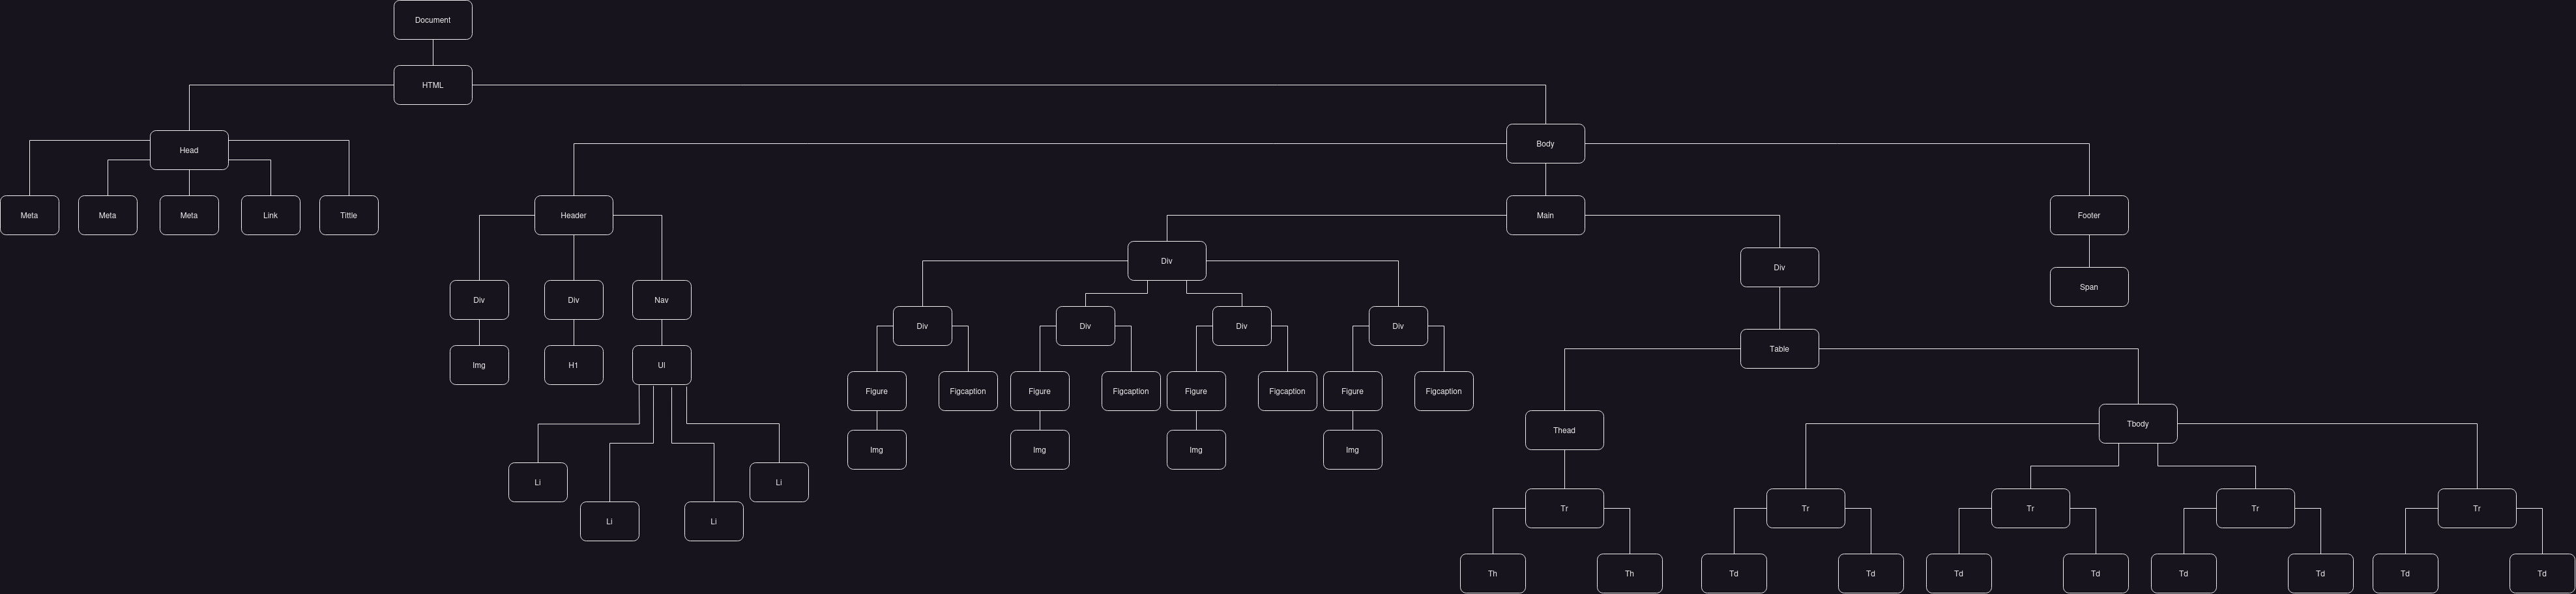 Document
HTML
Head
Body
Meta
Meta
Meta
Link
Tittle
Header
Main
Footer
Div
Div
Span
Div
Div
Nav
Div
Div
Div
Div
Table
Img
H1
Ul
Figure
Figcaption
Figure
Figcaption
Figure
Figcaption
Figure
Figcaption
Tbody
Thead
Img
Img
Img
Img
Li
Li
Tr
Tr
Tr
Tr
Tr
Li
Li
Th
Th
Td
Td
Td
Td
Td
Td
Td
Td